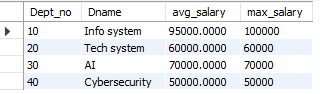 Dept_no Dname avg_salary max_salary
10 Info system 95000.0000 100000
20 Tech system 60000.0000 60000
30 AI 70000.0000 70000
40 Cybersecurity 50000.0000 50000